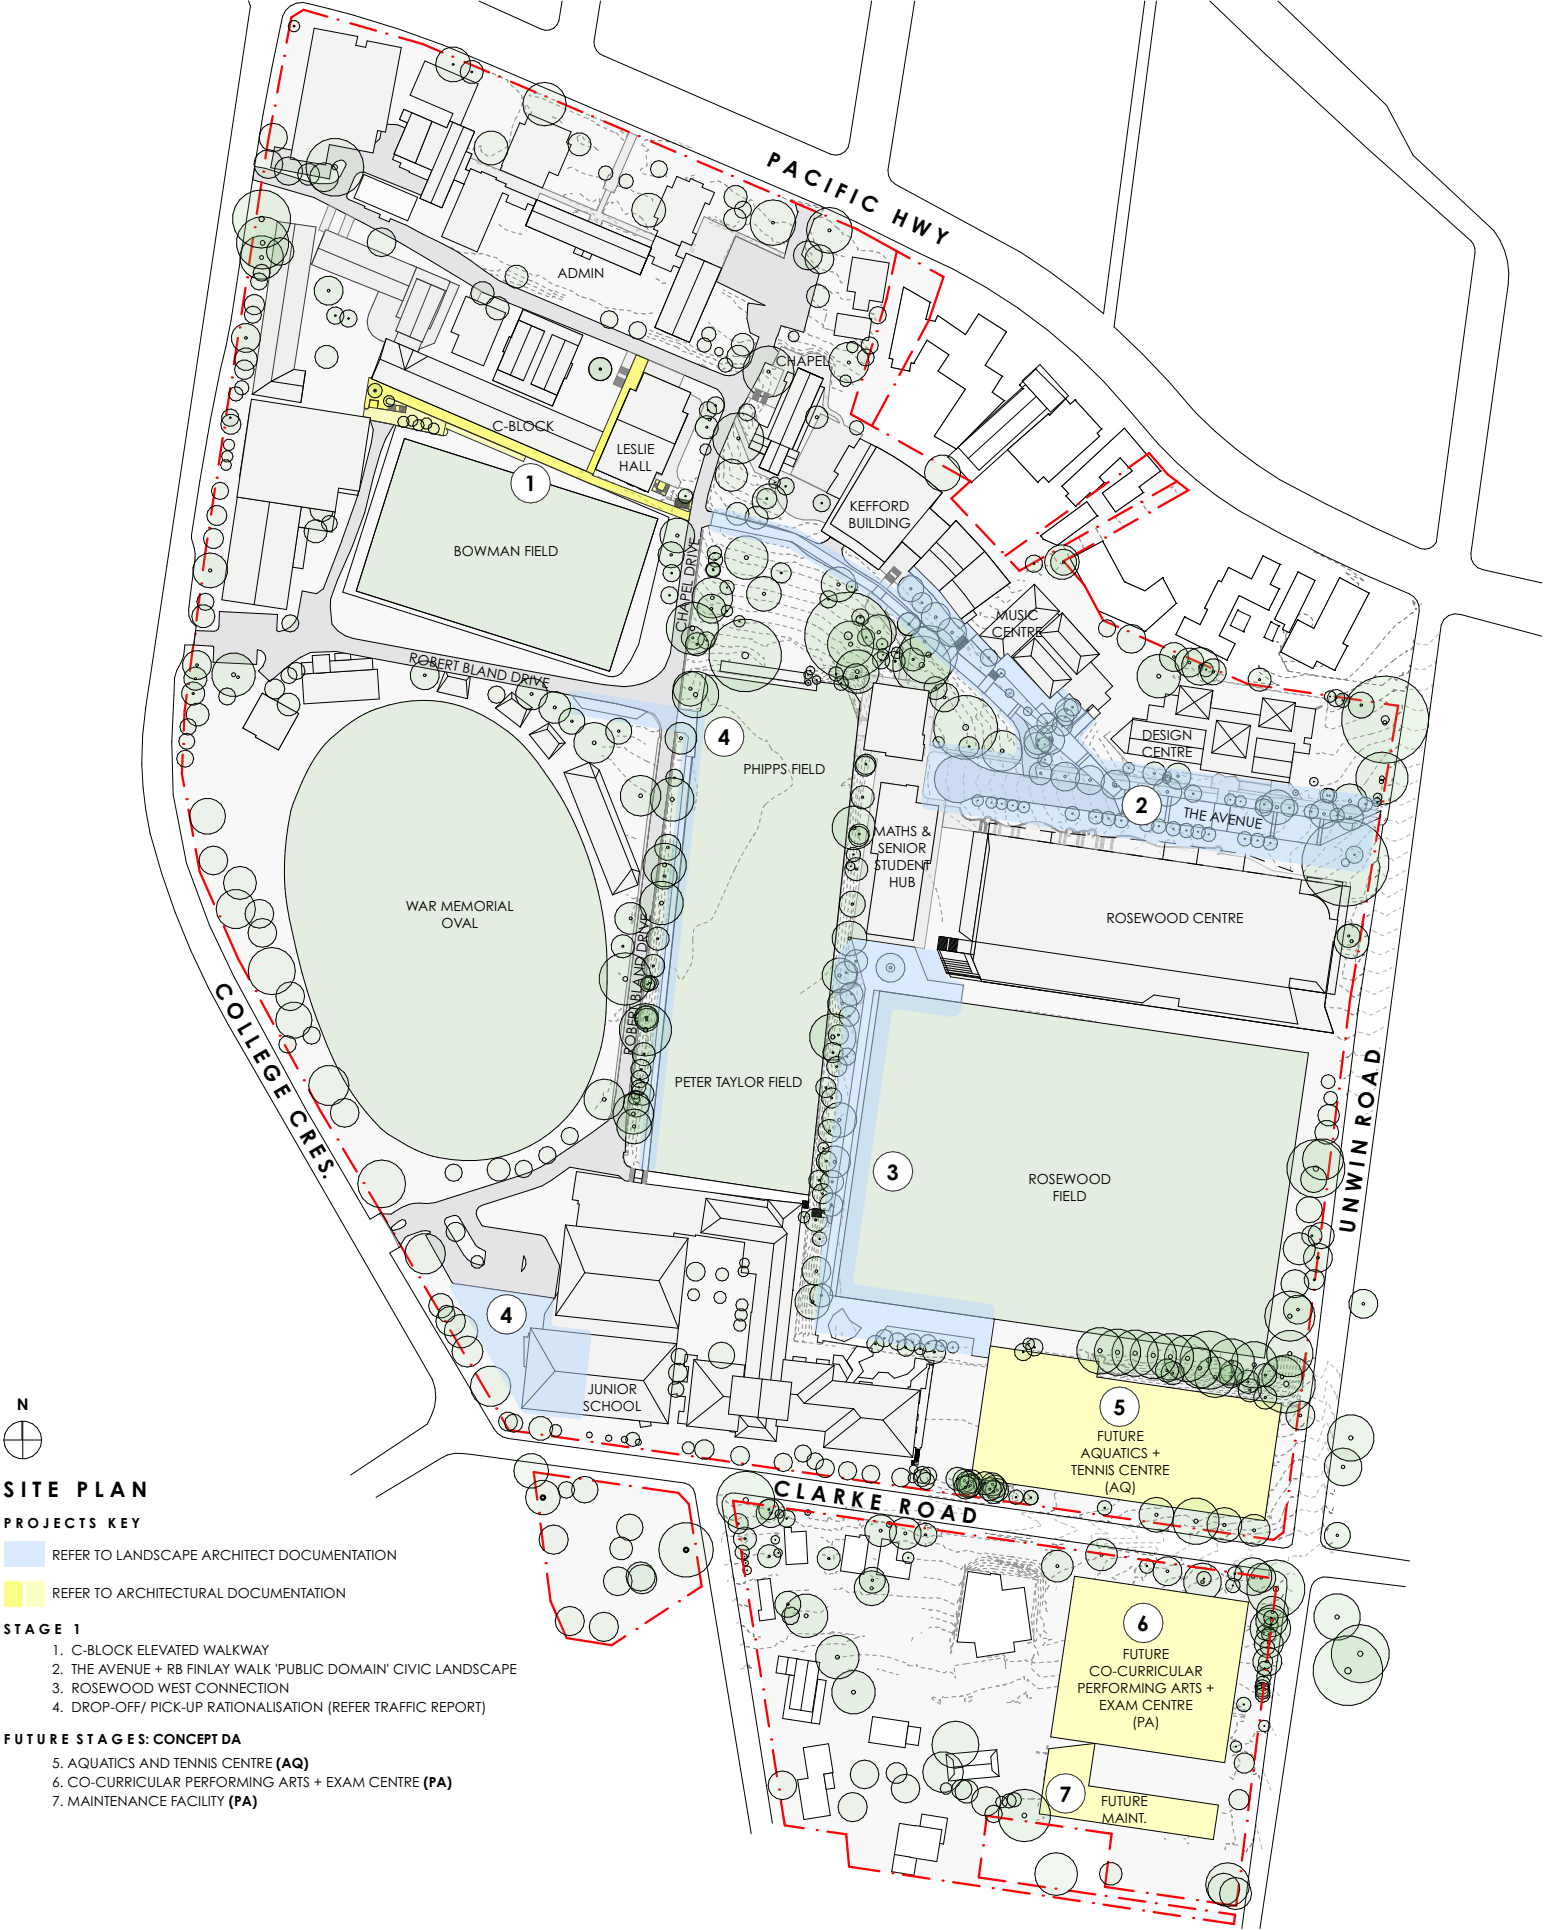 PACIFIC HWY
ADMIN
CHAPEL
C-BLOCK
LESLIE
HALL
1
KEFFORD
BUILDING
BOWMAN FIELD
CHAPEL DRIVE
MUSIC
CENTRE
ROBERT BLAND DRIVE
4
PHIPPS FIELD
DESIGN
CENTRE
2
THE AVENUE
MATHS &
SENIOR
STUDENT
HUB
WAR MEMORIAL
OVAL
ROSEWOOD CENTRE
ROBERT BLAND DRIVE
COLLEGE CRES.
PETER TAYLOR FIELD
UNWIN ROAD
3
ROSEWOOD
FIELD
4
JUNIOR
SCHOOL
5
FUTURE
AQUATICS +
TENNIS CENTRE
(AQ)
CLARKE ROAD
6
FUTURE
CO-CURRICULAR
PERFORMING ARTS +
EXAM CENTRE
(PA)
7
FUTURE
MAINT.
N
SITE PLAN
PROJECTS KEY
REFER TO LANDSCAPE ARCHITECT DOCUMENTATION
REFER TO ARCHITECTURAL DOCUMENTATION
STAGE 1
1. C-BLOCK ELEVATED WALKWAY
2. THE AVENUE + RB FINLAY WALK 'PUBLIC DOMAIN' CIVIC LANDSCAPE
3. ROSEWOOD WEST CONNECTION
4. DROP-OFF/ PICK-UP RATIONALISATION (REFER TRAFFIC REPORT)
FUTURE STAGES: CONCEPT DA
5. AQUATICS AND TENNIS CENTRE (AQ)
6. CO-CURRICULAR PERFORMING ARTS + EXAM CENTRE (PA)
7. MAINTENANCE FACILITY (PA)